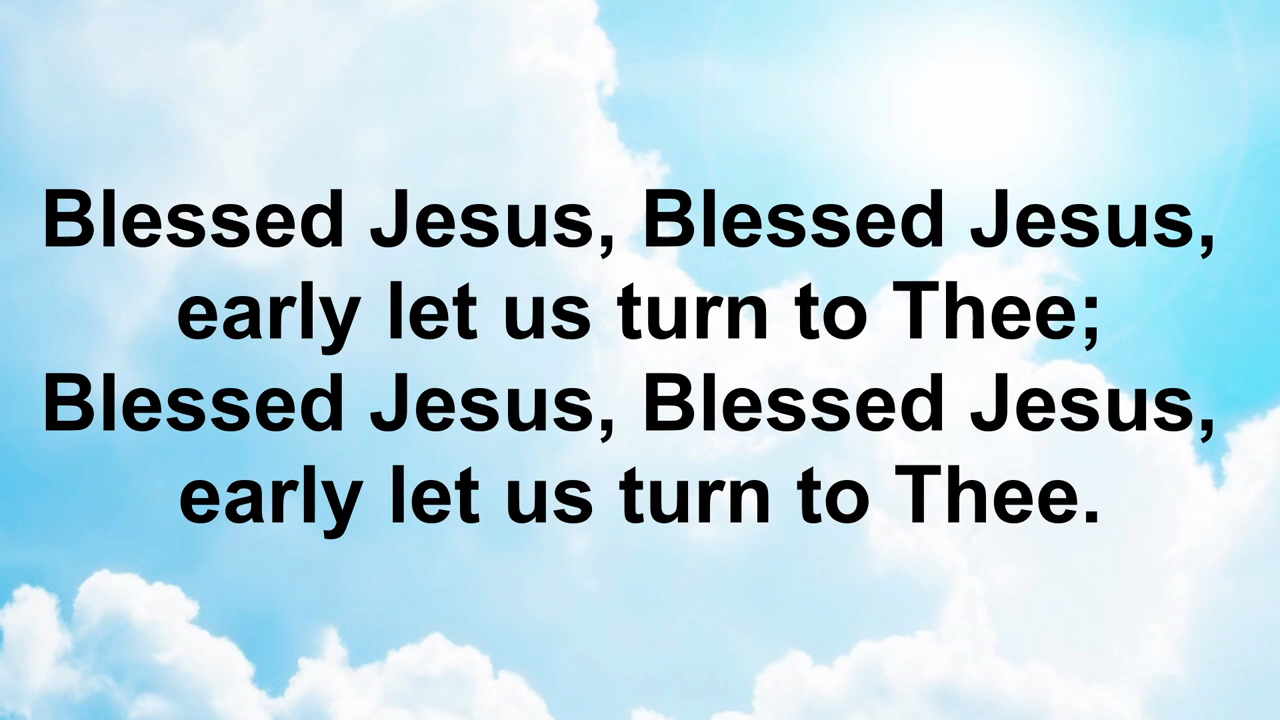 Blessed Jesus, Blessed Jesus,
early let us turn to Thee;
Blessed Jesus, Blessed Jesus,
early let us turn to Thee.